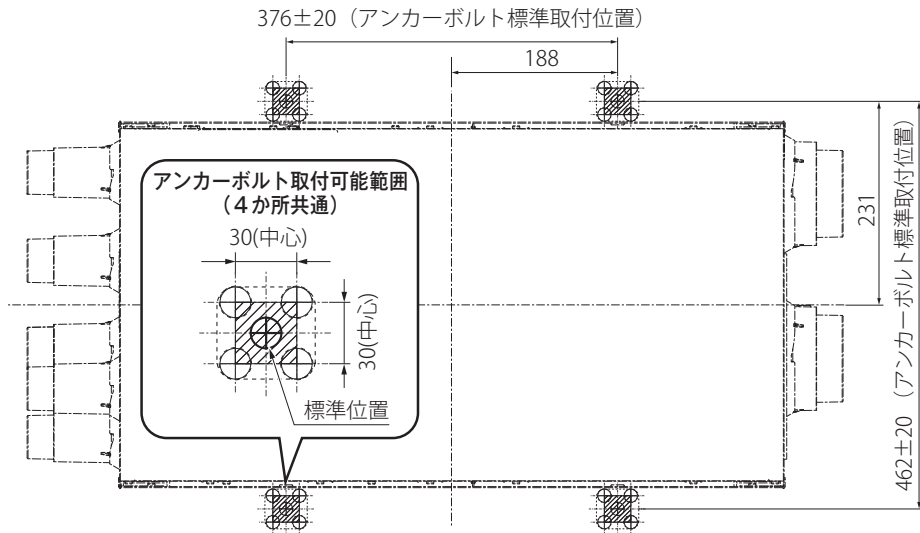 376±20（アンカーボルト標準取付位置）
188
アンカーボルト取付可能範囲
（４か所共通）
30(中心)
30(中心)
標準位置
231
462±20（アンカーボルト標準取付位置）